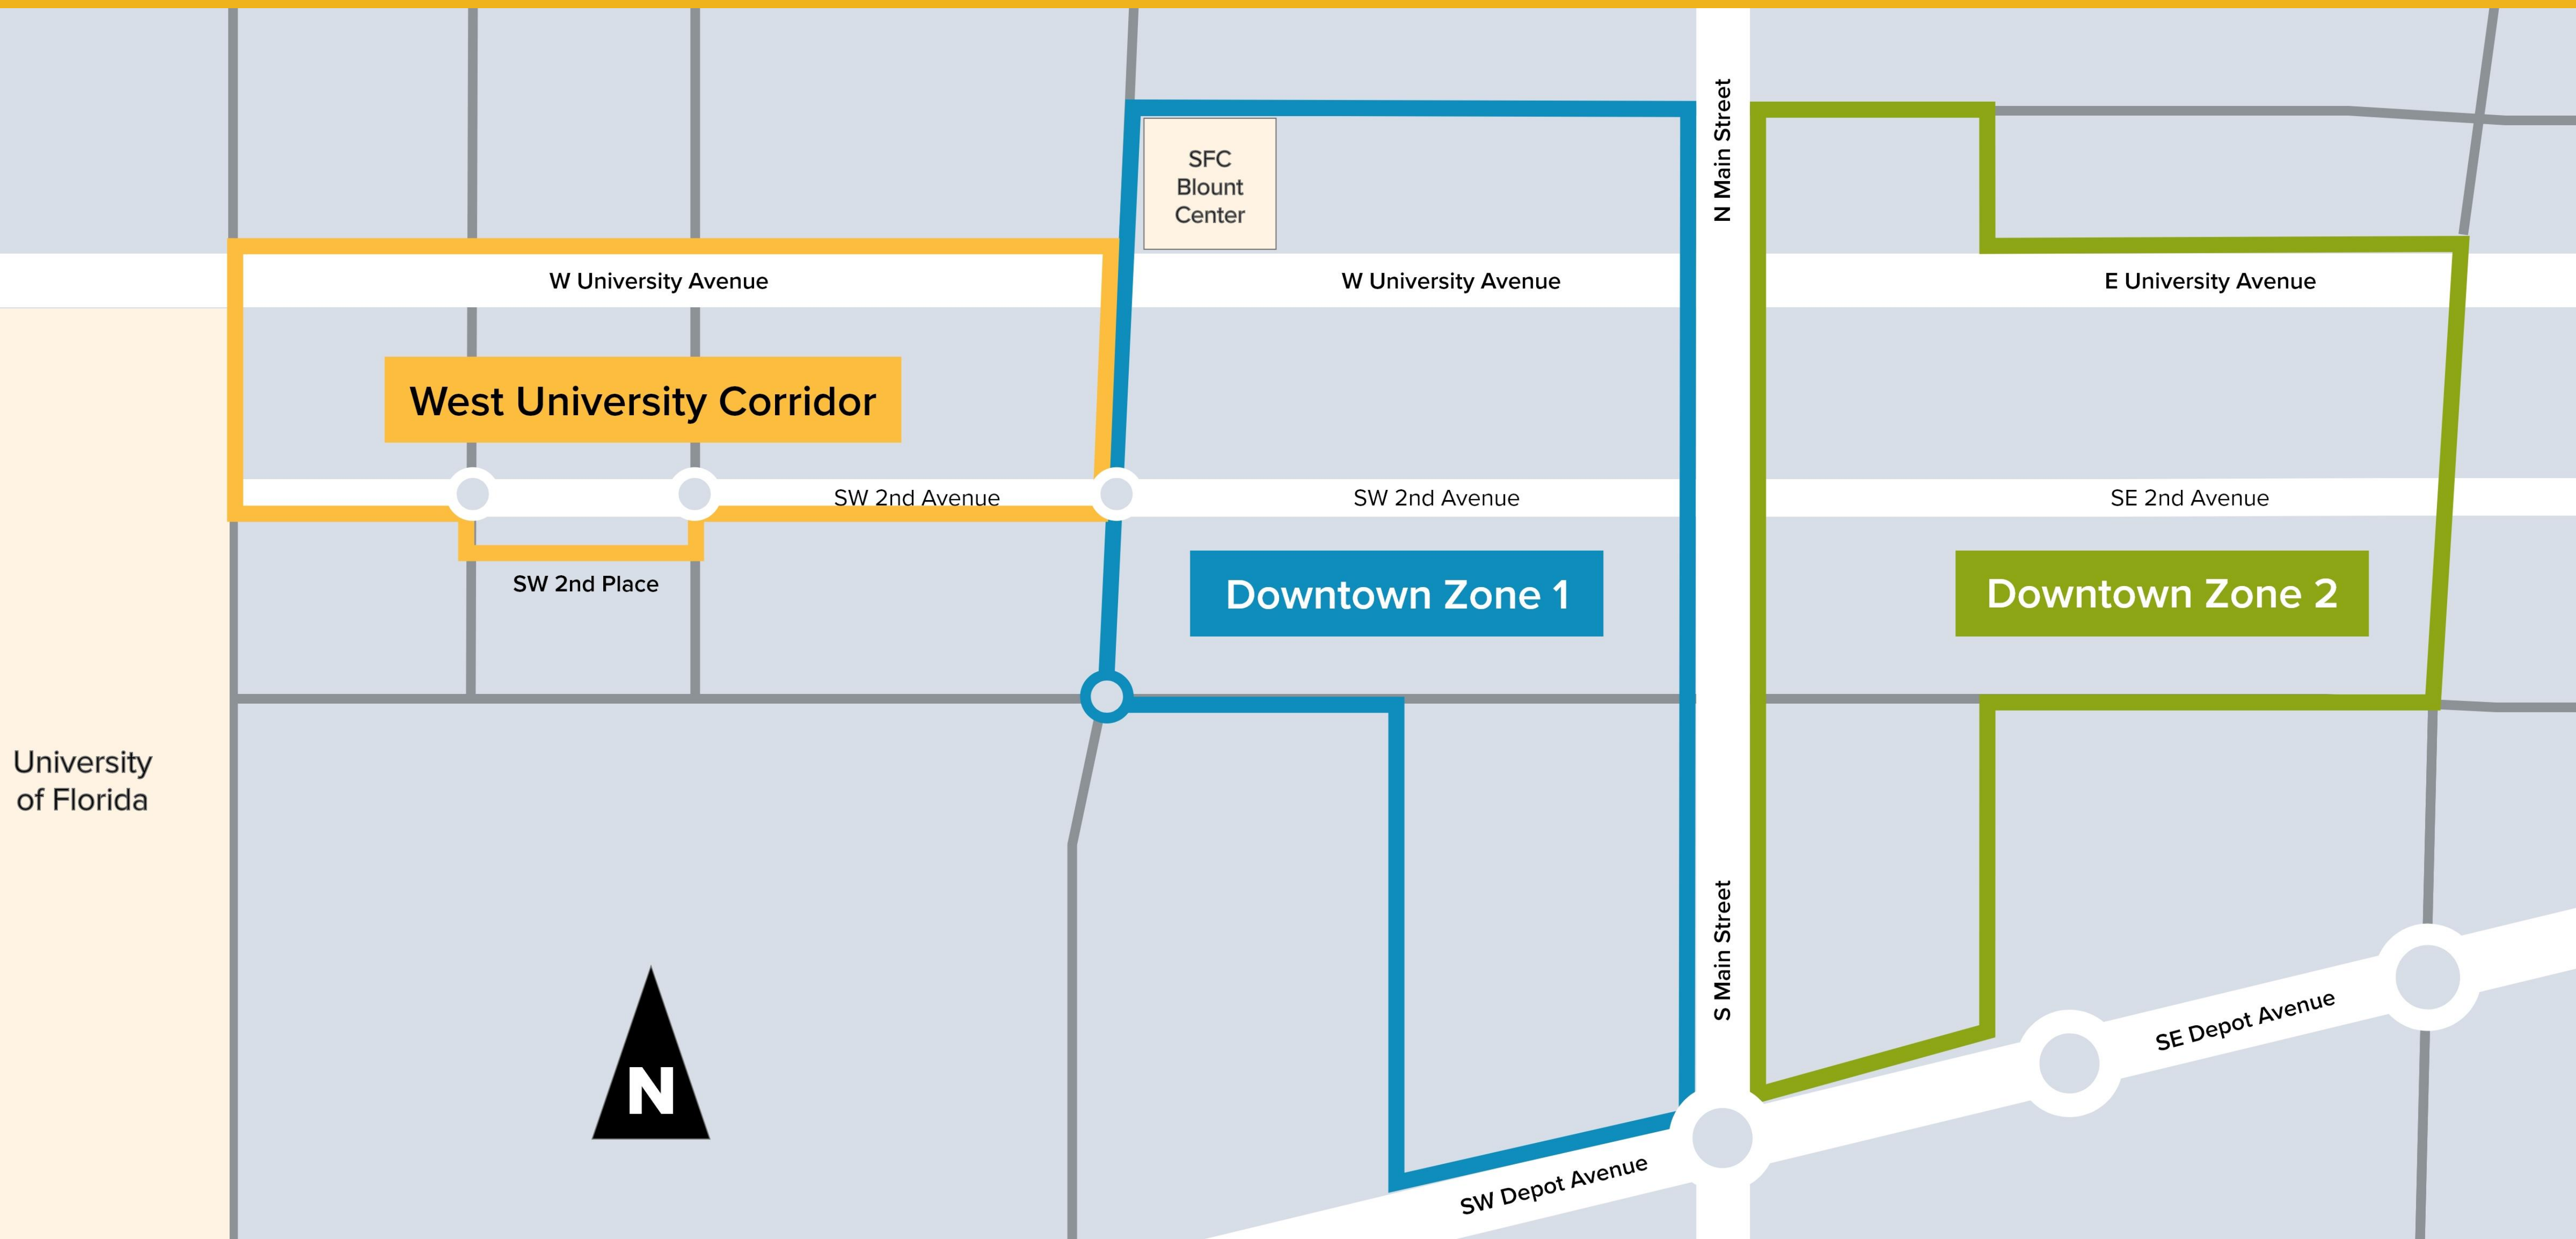 N Main Street
SFC
Blount
Center
W University Avenue
W University Avenue
E University Avenue
West University Corridor
SW 2nd Avenue
SW 2nd Avenue
SE 2nd Avenue
SW 2nd Place
Downtown Zone 1
Downtown Zone 2
University
of Florida
S Main Street
SE Depot Avenue
N
SW Depot Avenue